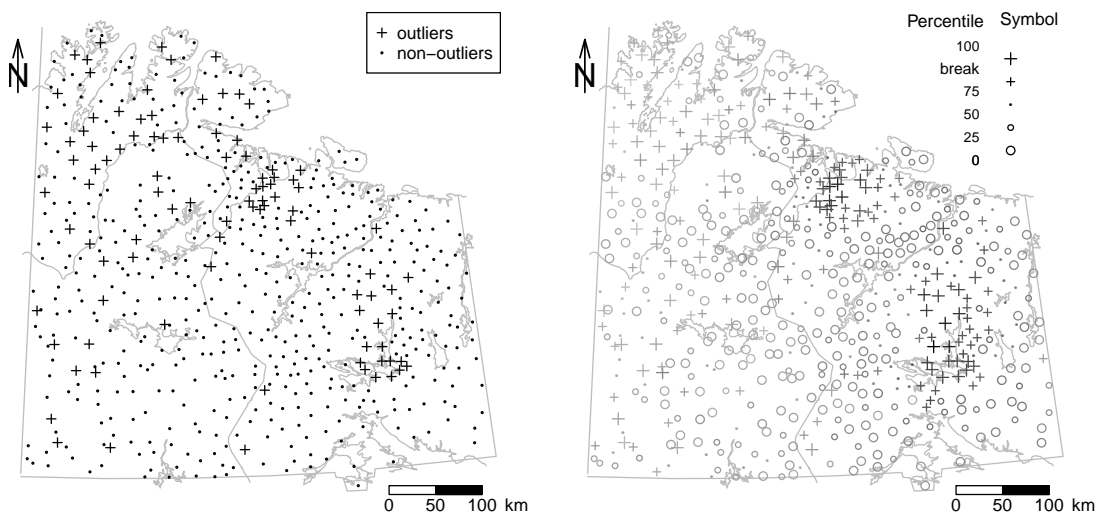 + outliers
• non−outliers
N
0 50 100 km
Percentile Symbol
100
break
75
50
25
0
N
0 50 100 km